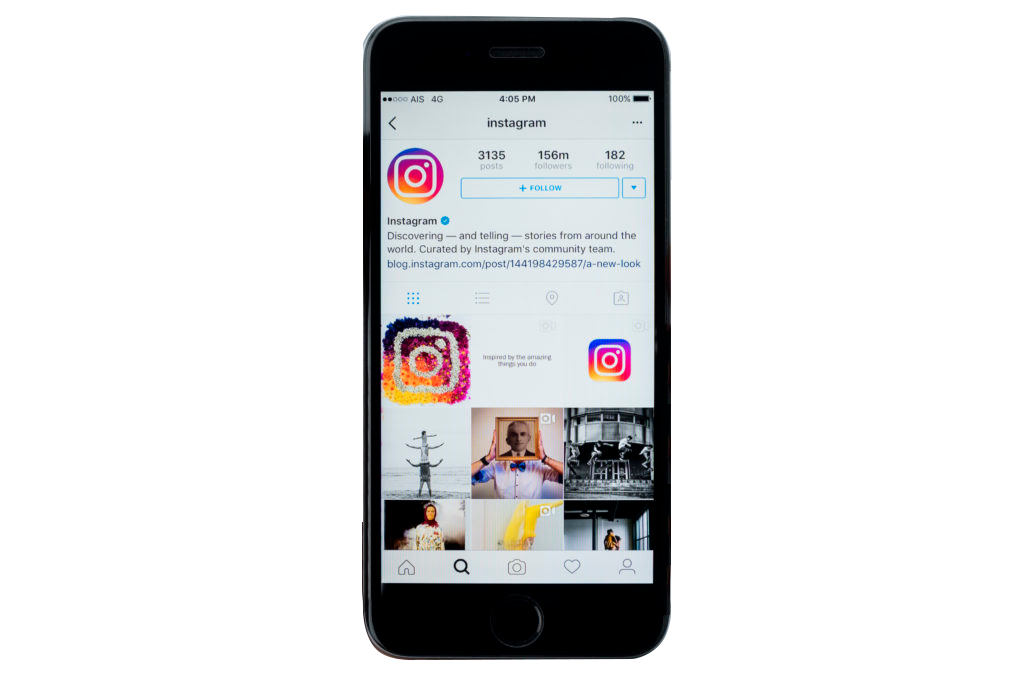 AIS 4G 4:05 PM 100%
instagram
3135 156m 182
posts followers following
+ FOLLOW
Instagram
Discovering — and telling — stories from around the
world. Curated by Instagram's community team.
blog.instagram.com/post/144198429587/a-new-look
Inspired by the amazing
things you do